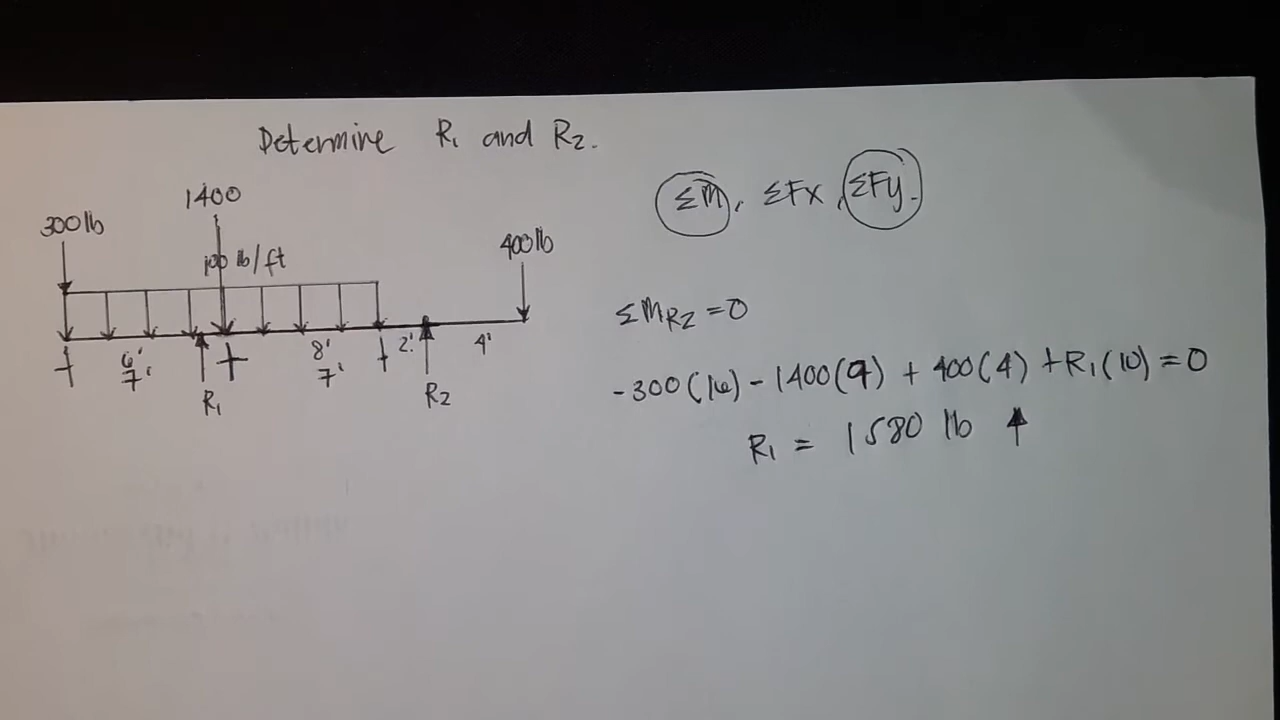 Determine R₁ and R₂.
ΣM, ΣFx, ΣFy.
1400
300 lb
100 lb/ft
400 lb
6' 8' 2' 4'
7' 7'
R₁ R₂
ΣM_R₂ = 0
-300(16) - 1400(9) + 400(4) + R₁(10) = 0
R₁ = 1580 lb ↑